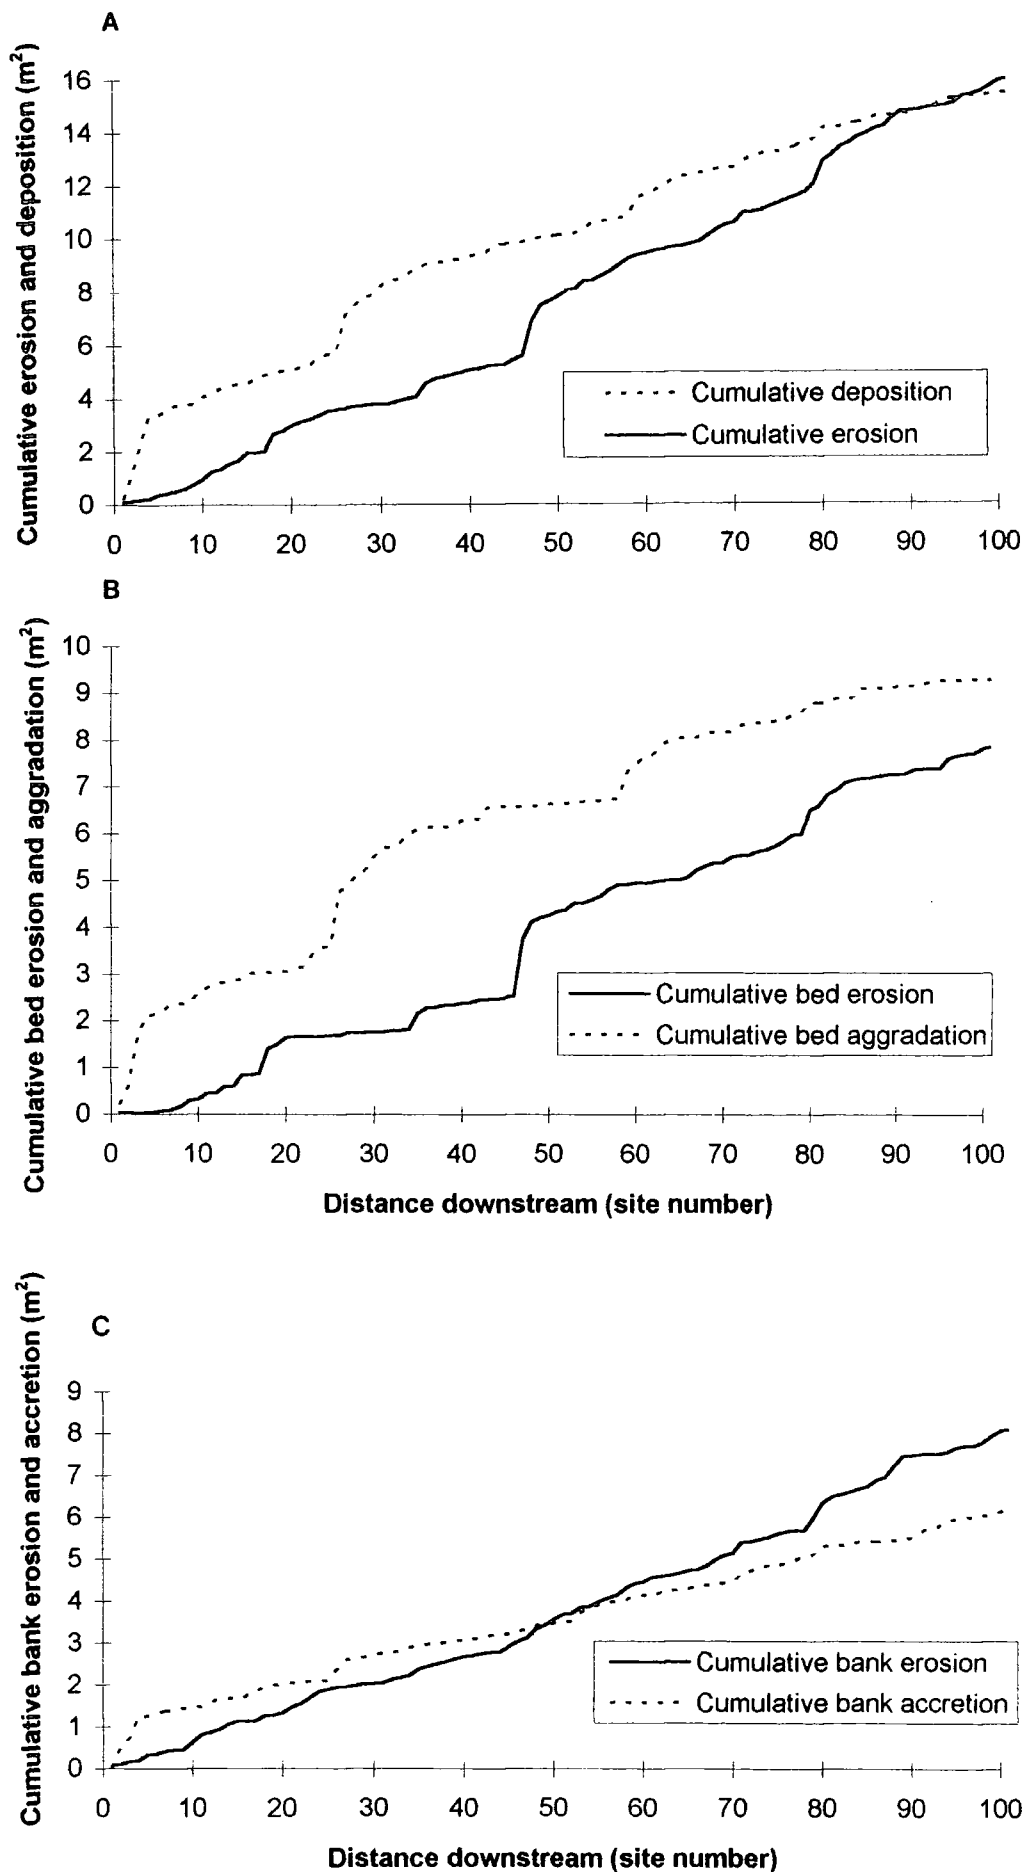 A
Cumulative erosion and deposition (m²)
16
14
12
10
8
6
4
2
0
Cumulative deposition
Cumulative erosion
0 10 20 30 40 50 60 70 80 90 100
B
Cumulative bed erosion and aggradation (m²)
10
9
8
7
6
5
4
3
2
1
0
Cumulative bed erosion
Cumulative bed aggradation
0 10 20 30 40 50 60 70 80 90 100
Distance downstream (site number)
C
Cumulative bank erosion and accretion (m²)
9
8
7
6
5
4
3
2
1
0
Cumulative bank erosion
Cumulative bank accretion
0 10 20 30 40 50 60 70 80 90 100
Distance downstream (site number)